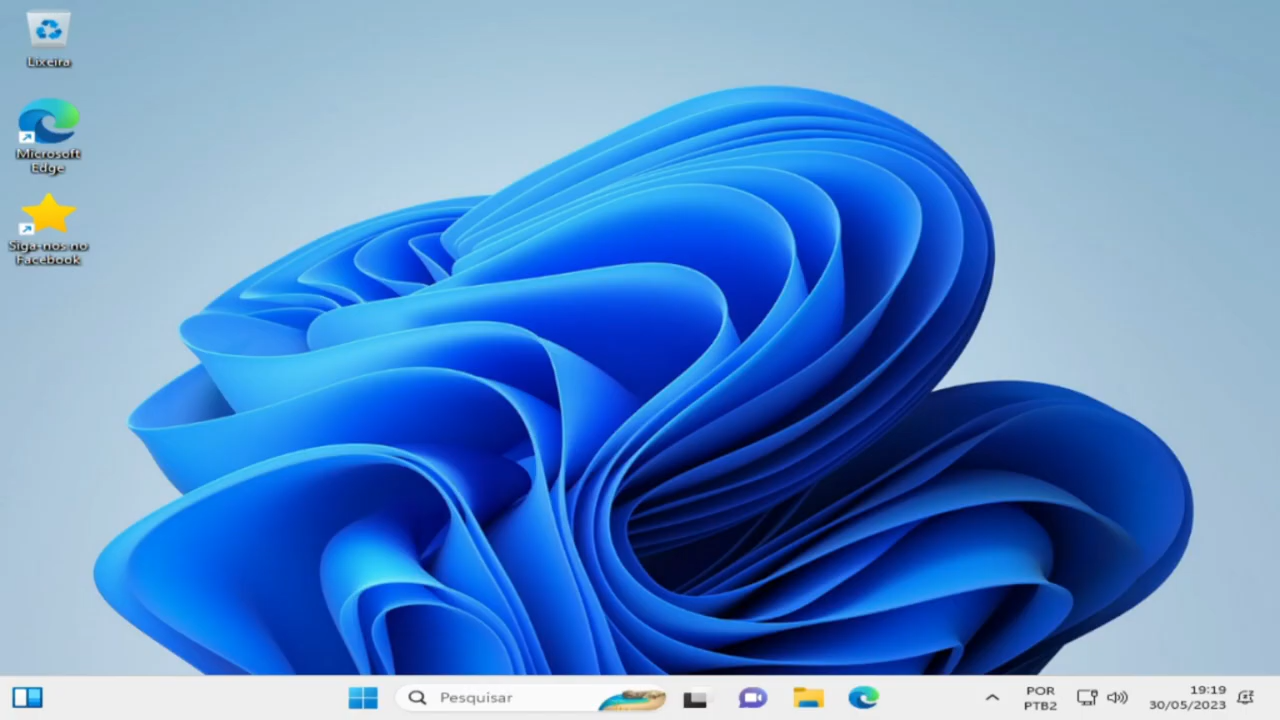 Lixeira
Microsoft
Edge
Siga-nos no
Facebook
Pesquisar
POR
PTB2
19:19
30/05/2023